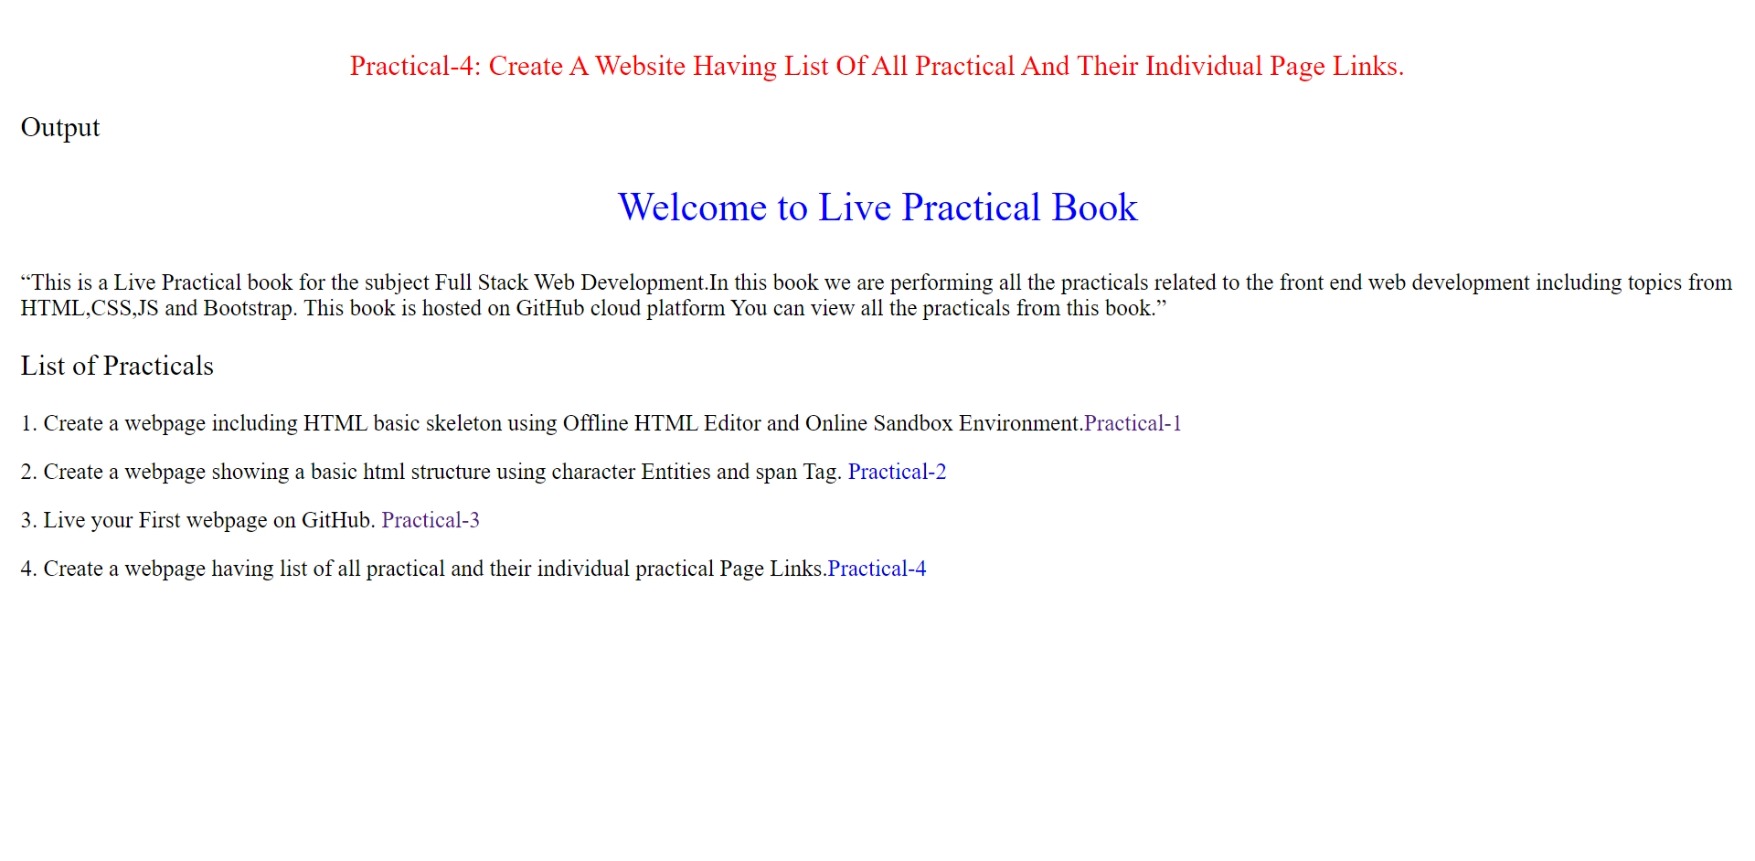 Practical-4: Create A Website Having List Of All Practical And Their Individual Page Links.
Output
Welcome to Live Practical Book
“This is a Live Practical book for the subject Full Stack Web Development.In this book we are performing all the practicals related to the front end web development including topics from
HTML,CSS,JS and Bootstrap. This book is hosted on GitHub cloud platform You can view all the practicals from this book.”
List of Practicals
1. Create a webpage including HTML basic skeleton using Offline HTML Editor and Online Sandbox Environment.Practical-1
2. Create a webpage showing a basic html structure using character Entities and span Tag. Practical-2
3. Live your First webpage on GitHub. Practical-3
4. Create a webpage having list of all practical and their individual practical Page Links.Practical-4